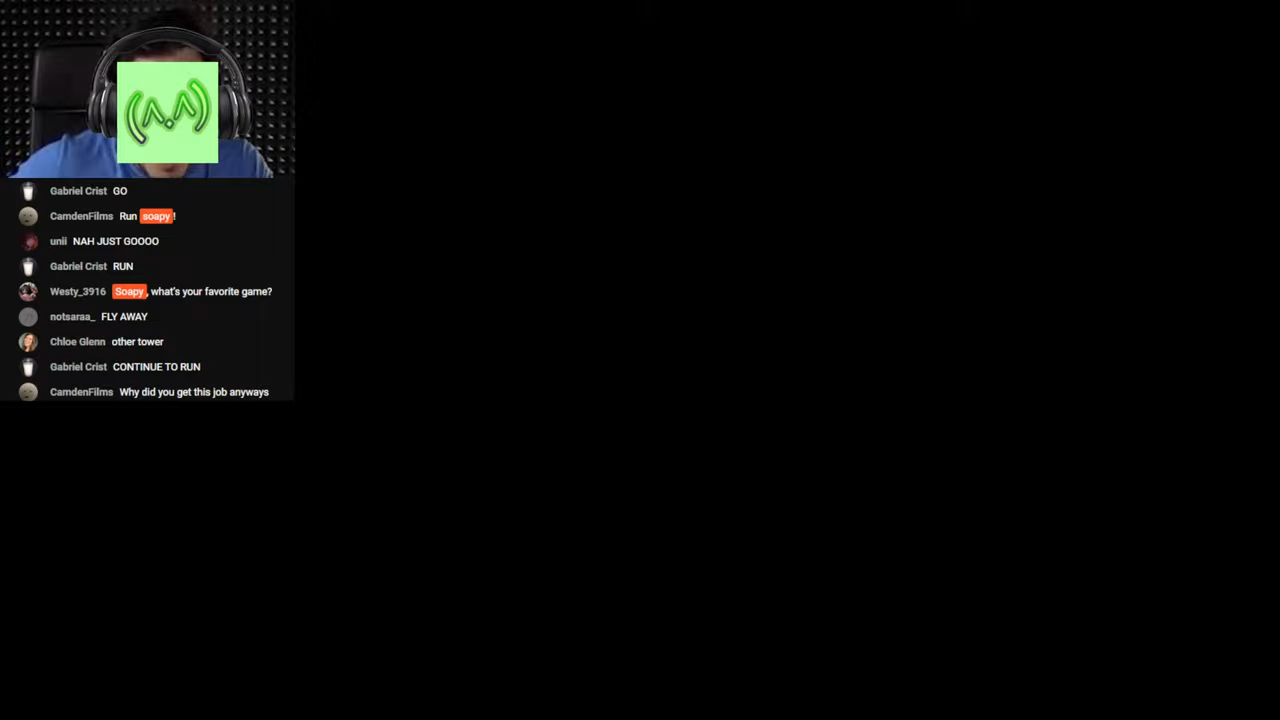 (^.^)
Gabriel Crist GO
CamdenFilms Run soapy!
unii NAH JUST GOOOO
Gabriel Crist RUN
Westy_3916 Soapy, what's your favorite game?
notsaraa_ FLY AWAY
Chloe Glenn other tower
Gabriel Crist CONTINUE TO RUN
CamdenFilms Why did you get this job anyways